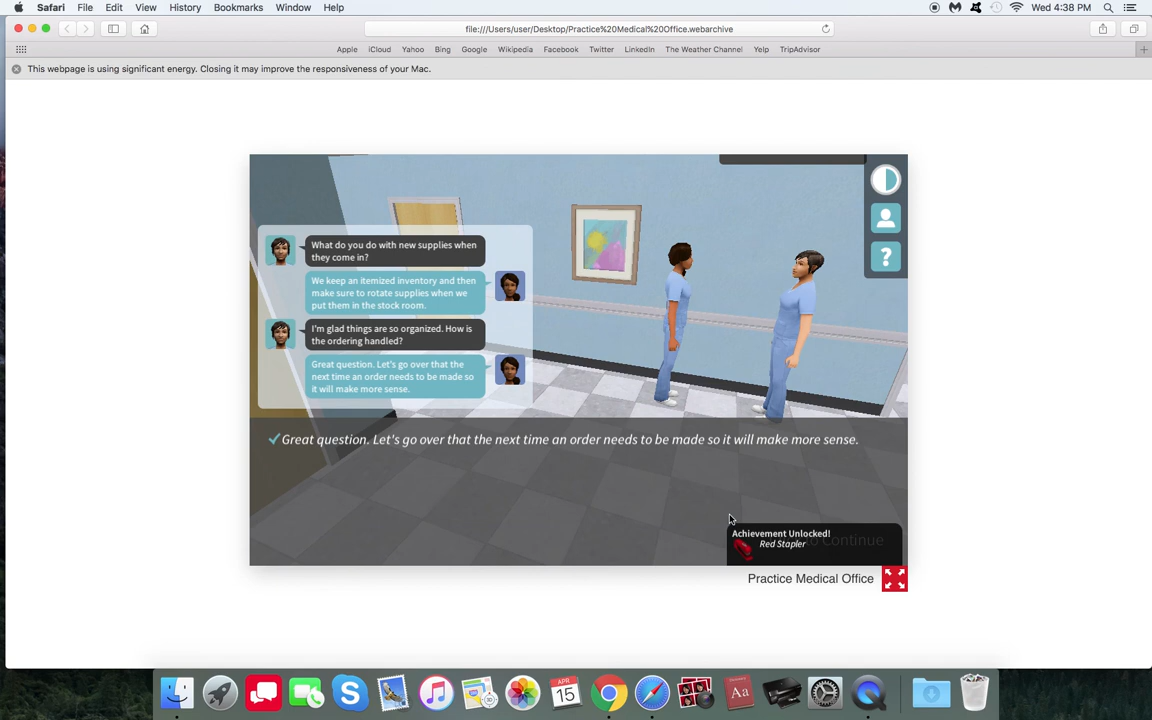 Safari File Edit View History Bookmarks Window Help Wed 4:38 PM
file:///Users/user/Desktop/Practice%20Medical%20Office.webarchive
Apple iCloud Yahoo Bing Google Wikipedia Facebook Twitter LinkedIn The Weather Channel Yelp TripAdvisor
This webpage is using significant energy. Closing it may improve the responsiveness of your Mac.
What do you do with new supplies when
they come in?
We keep an itemized inventory and then
make sure to rotate supplies when we
put them in the stock room.
I'm glad things are so organized. How is
the ordering handled?
Great question. Let's go over that the
next time an order needs to be made so
it will make more sense.
?
Great question. Let's go over that the next time an order needs to be made so it will make more sense.
Achievement Unlocked!
Red Stapler
Continue
Practice Medical Office
APR
15
Aa